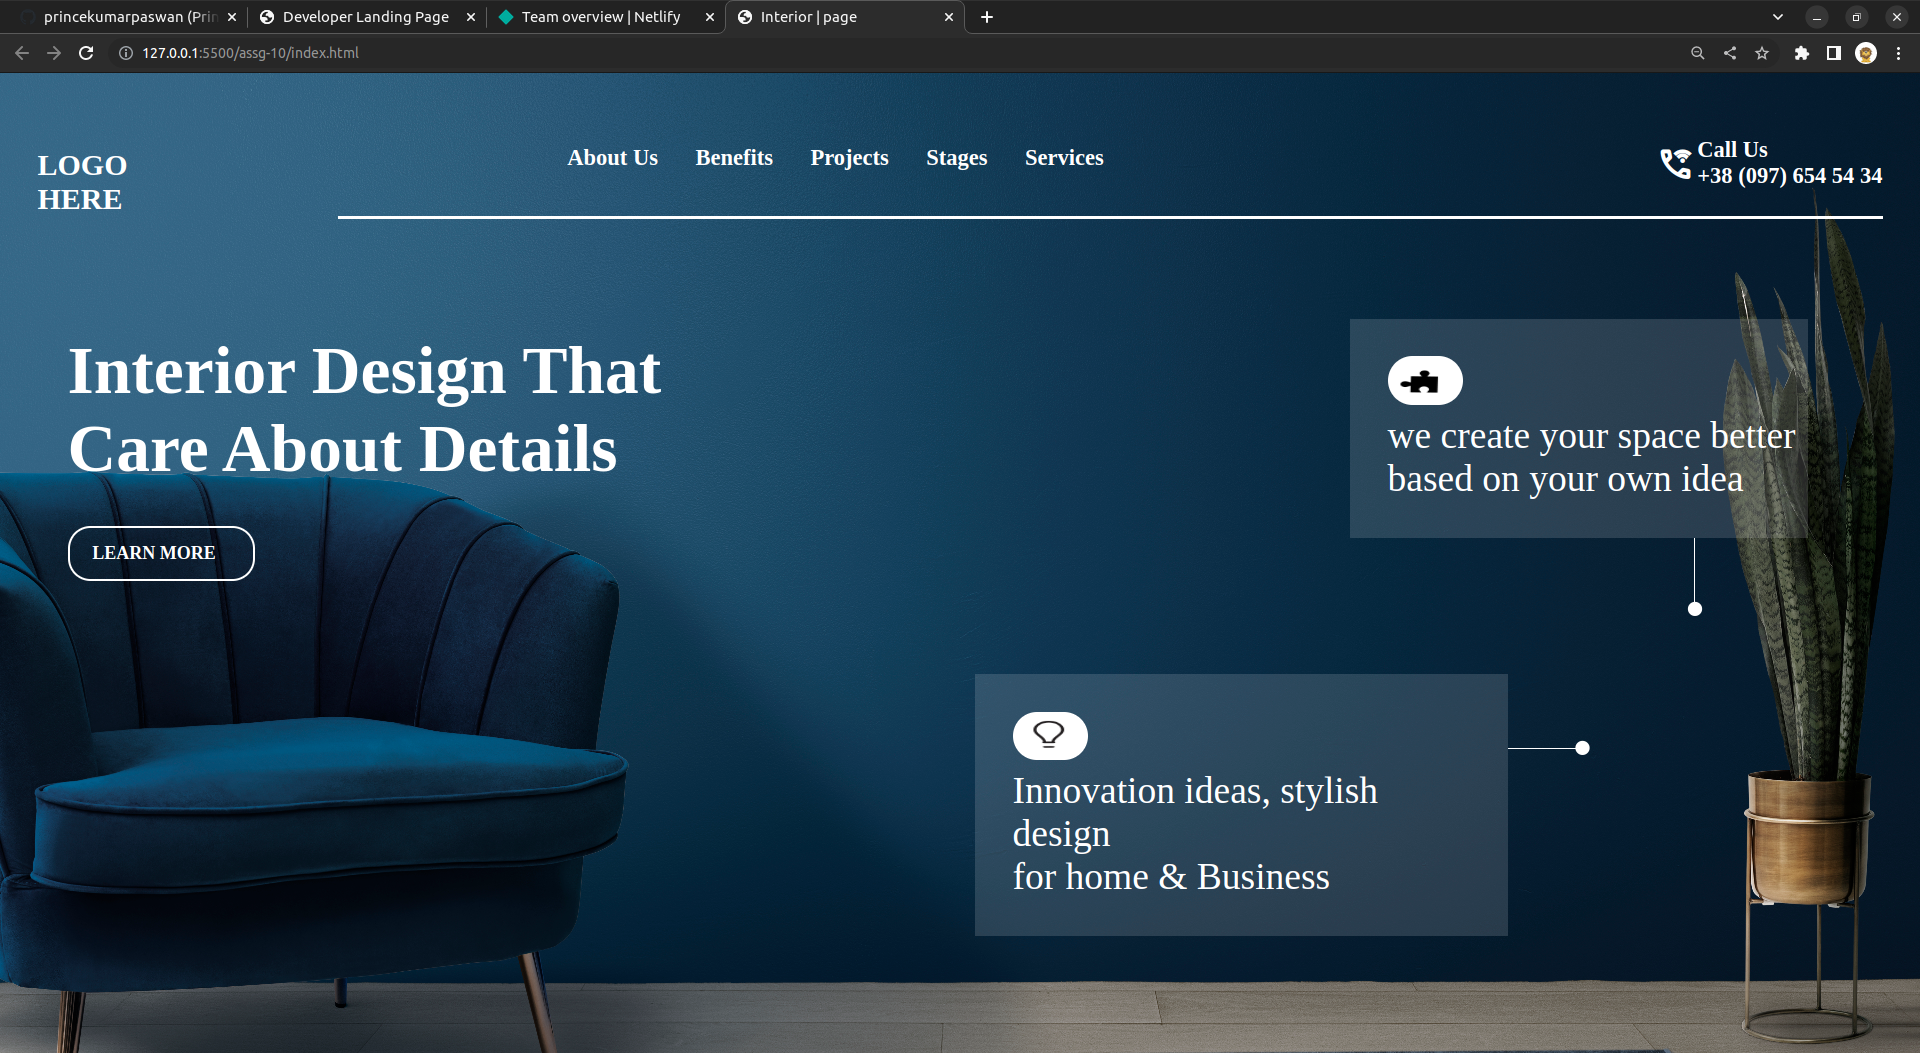 princekumarpaswan (Prin
Developer Landing Page
Team overview | Netlify
Interior | page
127.0.0.1:5500/assg-10/index.html
LOGO
HERE
About Us
Benefits
Projects
Stages
Services
Call Us
+38 (097) 654 54 34
Interior Design That
Care About Details
LEARN MORE
we create your space better
based on your own idea
Innovation ideas, stylish
design
for home & Business